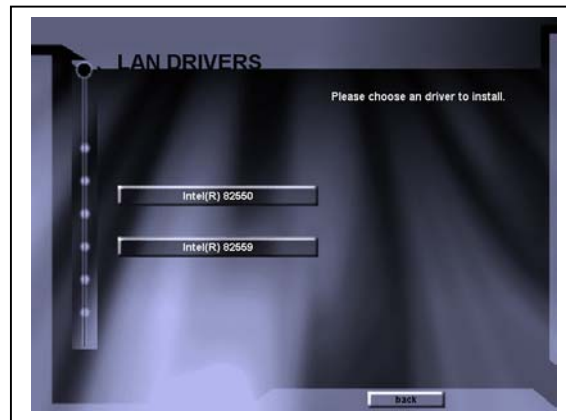 LAN DRIVERS
Please choose an driver to install.
Intel(R) 82550
Intel(R) 82559
back